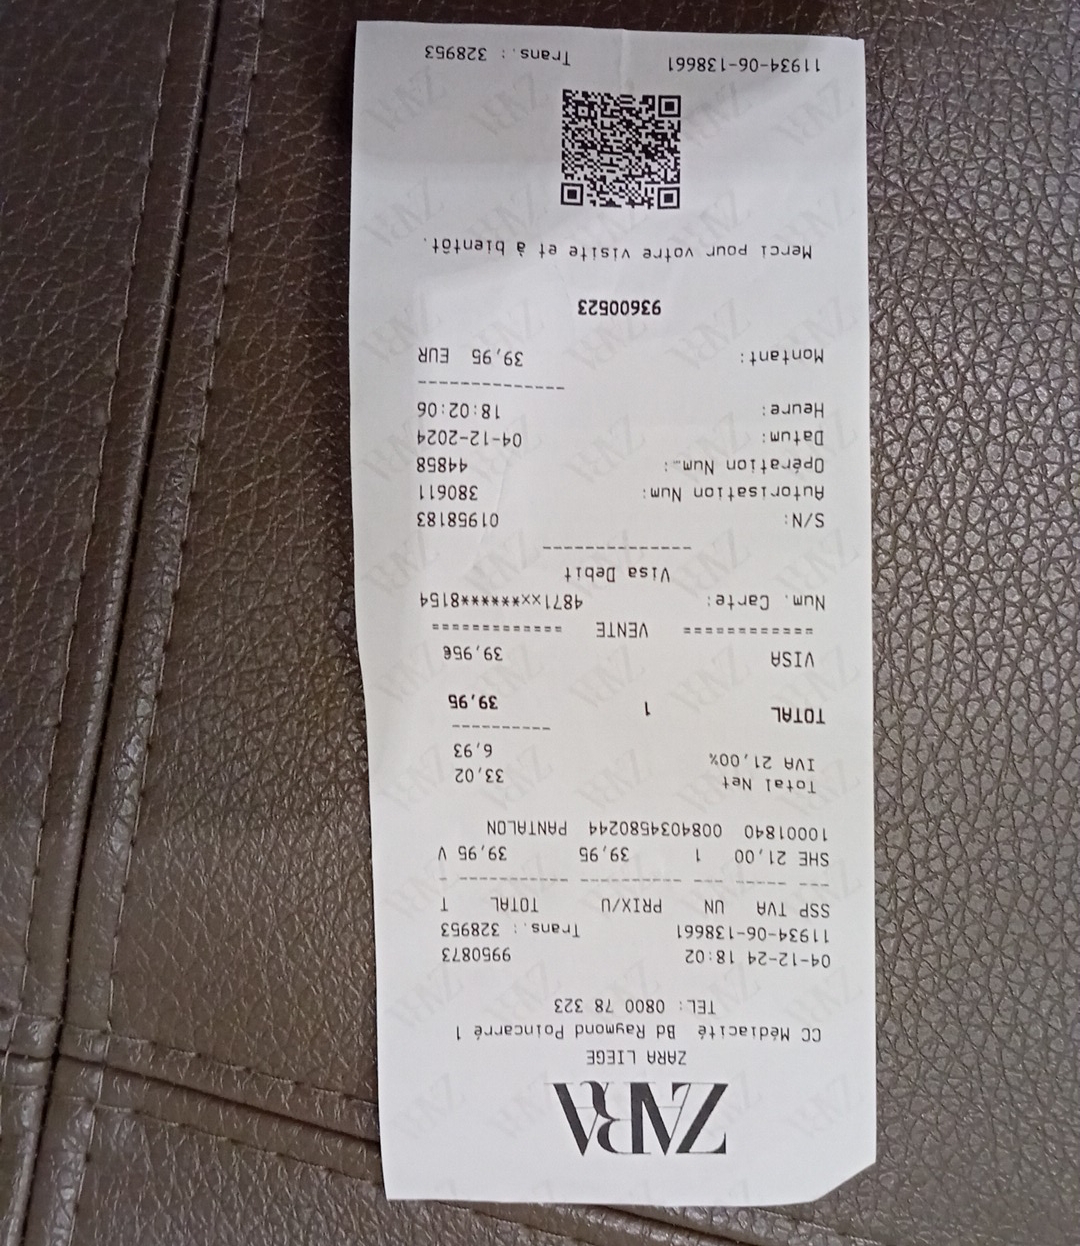 ZARA
ZARA LIEGE
CC Médiacité Bd Raymond Poincarré 1
TEL: 0800 78 323
04-12-24 18:02 9950873
11934-06-138661 Trans.: 328953
SSP TVA UN PRIX/U TOTAL T
--- ----- --- ---------- ----------- -
SHE 21,00 1 39,95 39,95 V
10001840 0084034580244 PANTALON
Total Net 33,02
IVA 21,00% 6,93
----------
TOTAL 1 39,95
VISA 39,95€
============ VENTE ============
Num. Carte: 4871xx******8154
Visa Debit
--------------
S/N: 01958183
Autorisation Num: 380611
Opération Num.: 44858
Datum: 04-12-2024
Heure: 18:02:06
--------------
Montant: 39,95 EUR
93600523
Merci pour votre visite et à bientôt.
11934-06-138661 Trans.: 328953